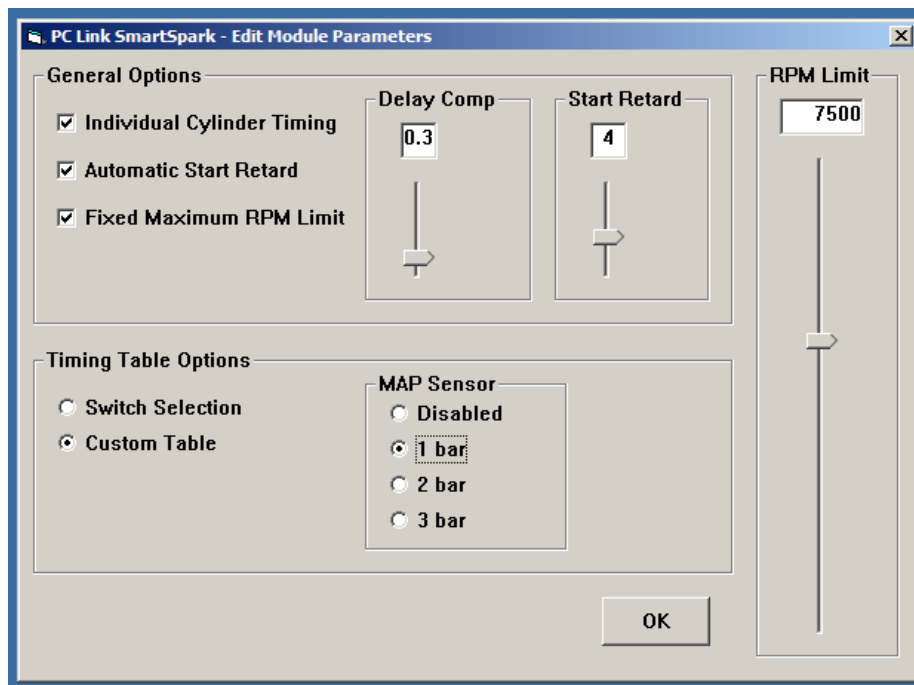 PC Link SmartSpark - Edit Module Parameters
General Options
Individual Cylinder Timing
Automatic Start Retard
Fixed Maximum RPM Limit
Delay Comp
0.3
Start Retard
4
RPM Limit
7500
Timing Table Options
Switch Selection
Custom Table
MAP Sensor
Disabled
1 bar
2 bar
3 bar
OK